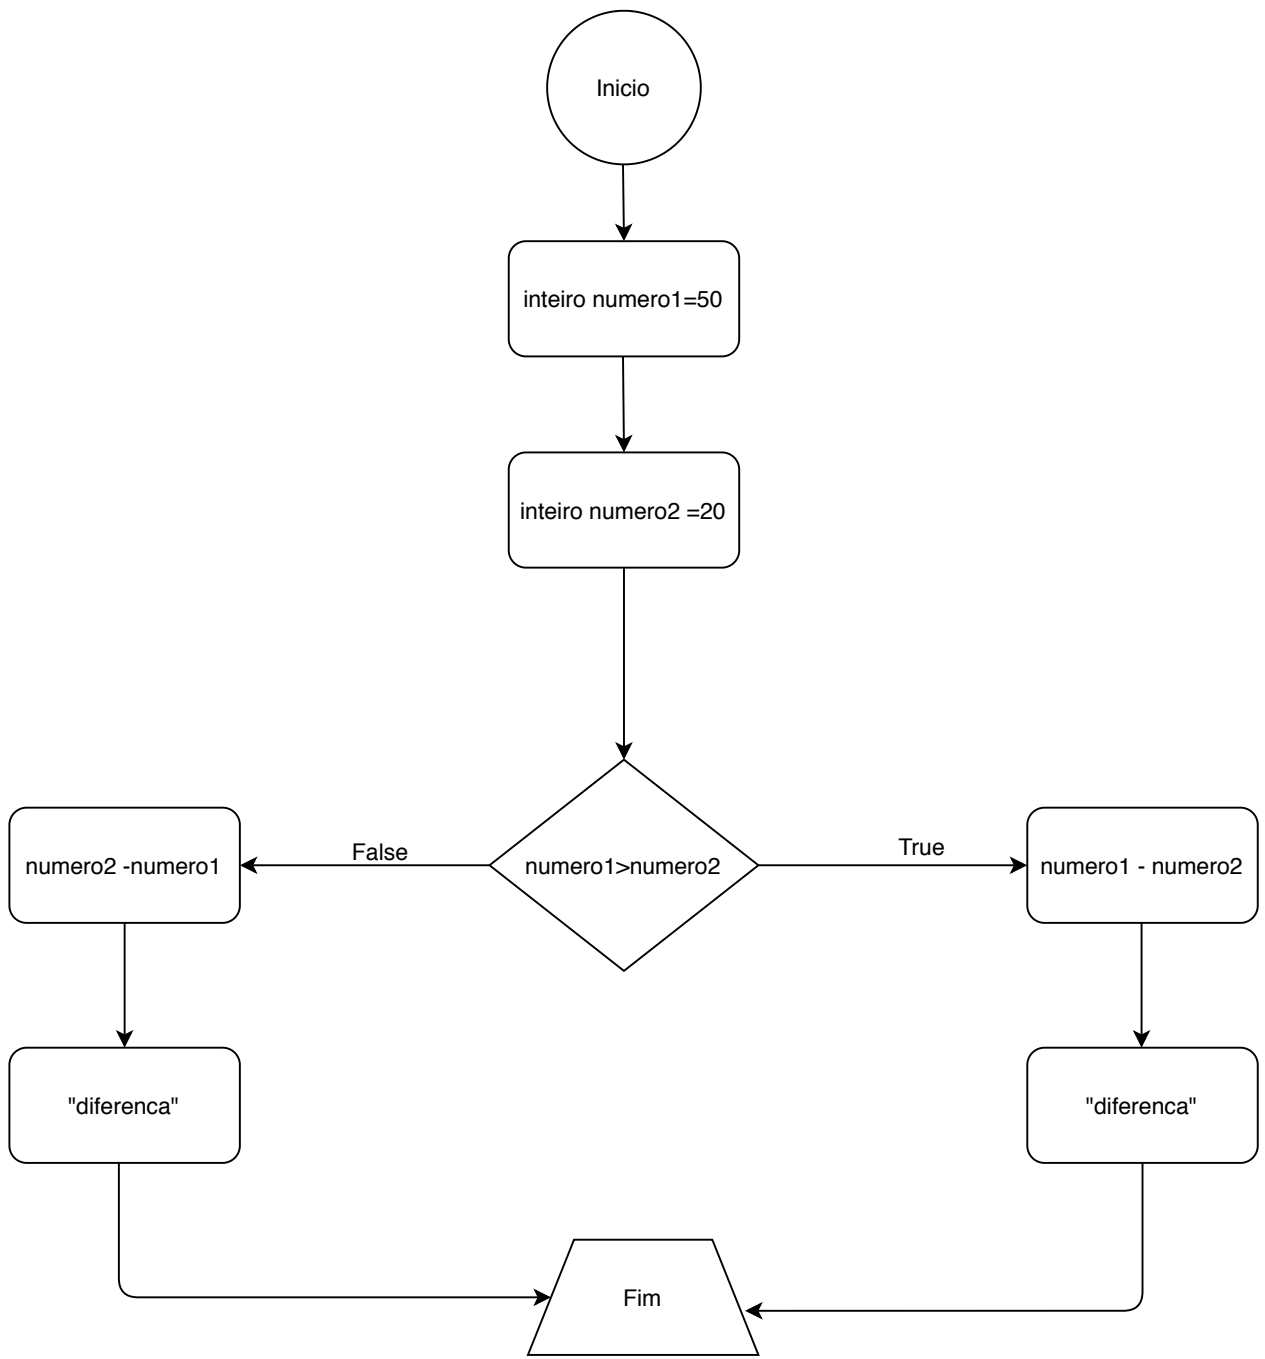 Inicio
inteiro numero1=50
inteiro numero2 =20
False
True
numero2 -numero1
numero1>numero2
numero1 - numero2
"diferenca"
"diferenca"
Fim